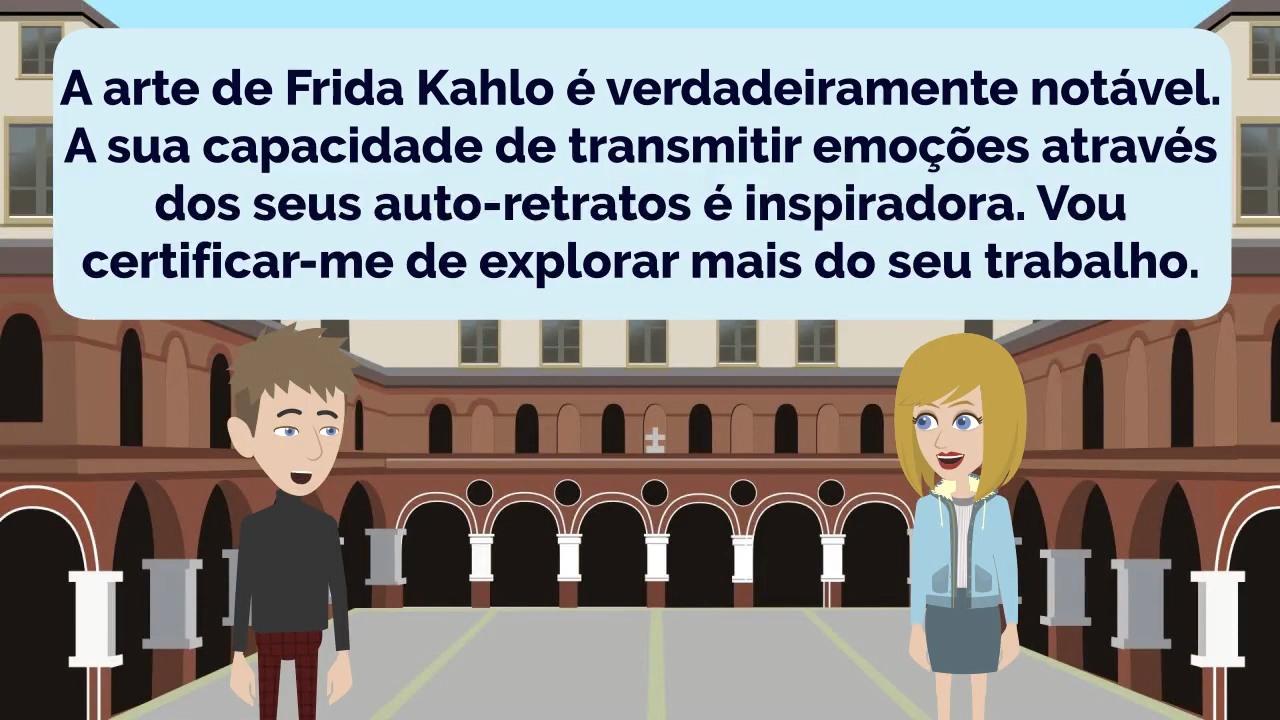 A arte de Frida Kahlo é verdadeiramente notável.
A sua capacidade de transmitir emoções através
dos seus auto-retratos é inspiradora. Vou
certificar-me de explorar mais do seu trabalho.